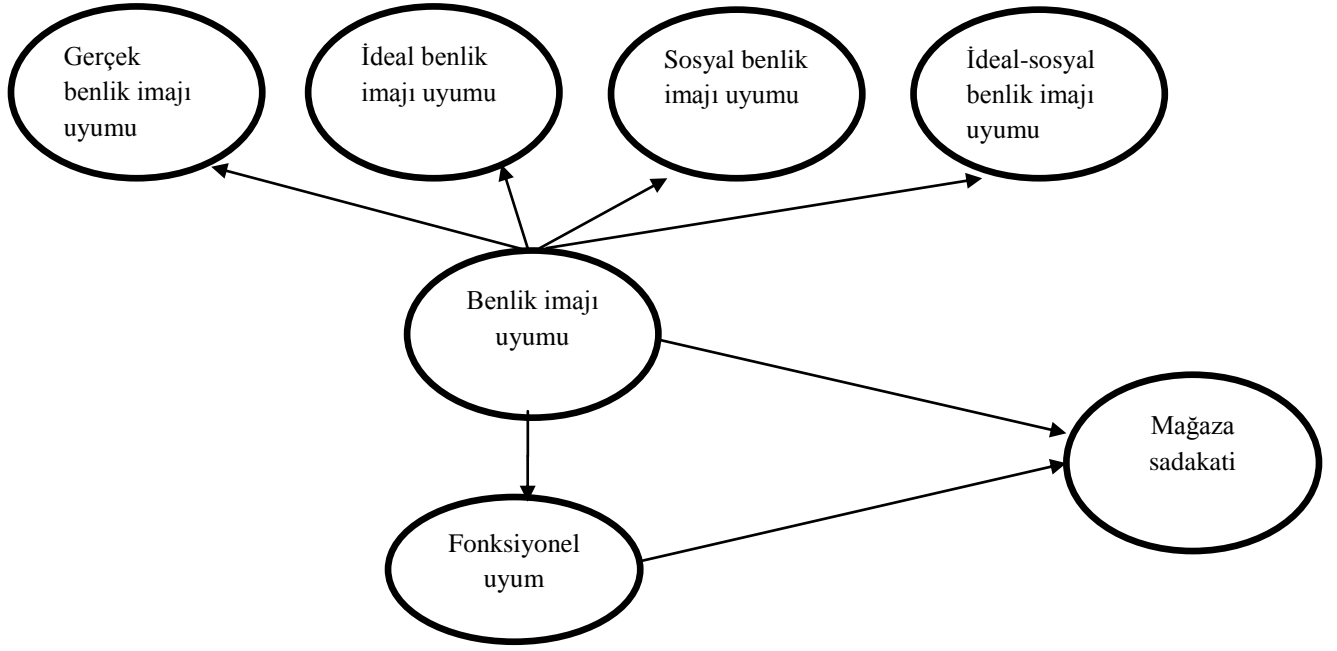 Gerçek
benlik imajı
uyumu
İdeal benlik
imajı uyumu
Sosyal benlik
imajı uyumu
İdeal-sosyal
benlik imajı
uyumu
Benlik imajı
uyumu
Mağaza
sadakati
Fonksiyonel
uyum